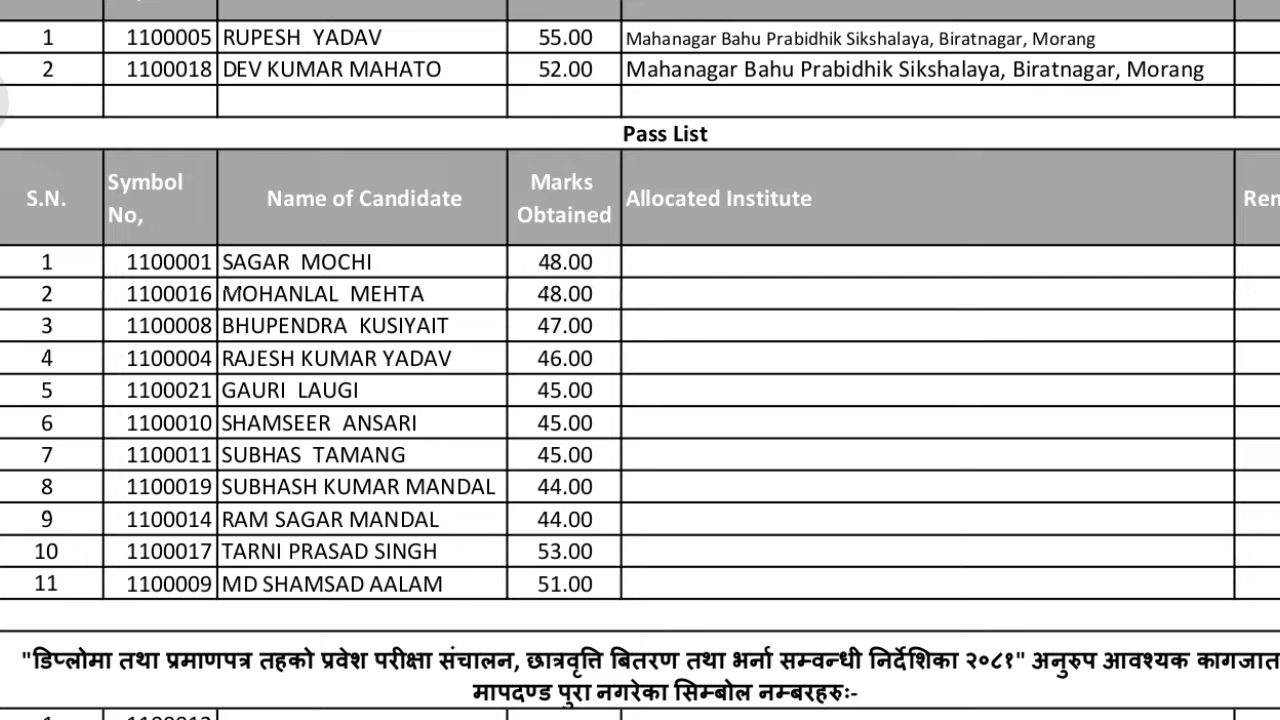 1 1100005 RUPESH YADAV 55.00 Mahanagar Bahu Prabidhik Sikshalaya, Biratnagar, Morang
2 1100018 DEV KUMAR MAHATO 52.00 Mahanagar Bahu Prabidhik Sikshalaya, Biratnagar, Morang
Pass List
S.N. Symbol No, Name of Candidate Marks Obtained Allocated Institute
1 1100001 SAGAR MOCHI 48.00
2 1100016 MOHANLAL MEHTA 48.00
3 1100008 BHUPENDRA KUSIYAIT 47.00
4 1100004 RAJESH KUMAR YADAV 46.00
5 1100021 GAURI LAUGI 45.00
6 1100010 SHAMSEER ANSARI 45.00
7 1100011 SUBHAS TAMANG 45.00
8 1100019 SUBHASH KUMAR MANDAL 44.00
9 1100014 RAM SAGAR MANDAL 44.00
10 1100017 TARNI PRASAD SINGH 53.00
11 1100009 MD SHAMSAD AALAM 51.00
"डिप्लोमा तथा प्रमाणपत्र तहको प्रवेश परीक्षा संचालन, छात्रवृत्ति बितरण तथा भर्ना सम्वन्धी निर्देशिका २०८१" अनुरुप आवश्यक कागजात
मापदण्ड पुरा नगरेका सिम्बोल नम्बरहरुः-